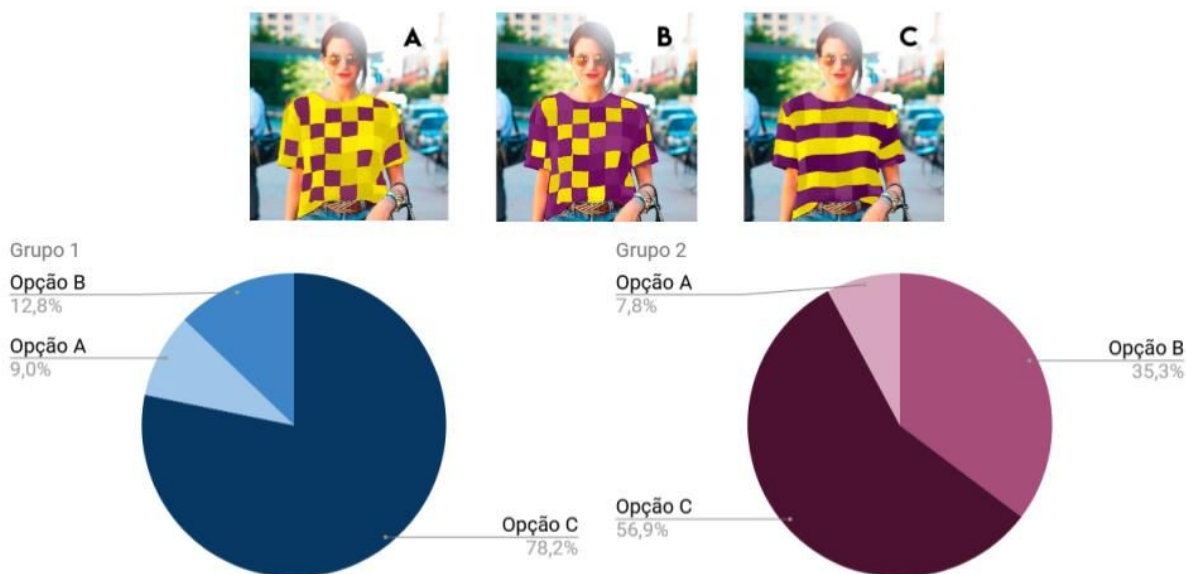 A
B
C
Grupo 1
Opção B
12,8%
Opção A
9,0%
Opção C
78,2%
Grupo 2
Opção A
7,8%
Opção B
35,3%
Opção C
56,9%